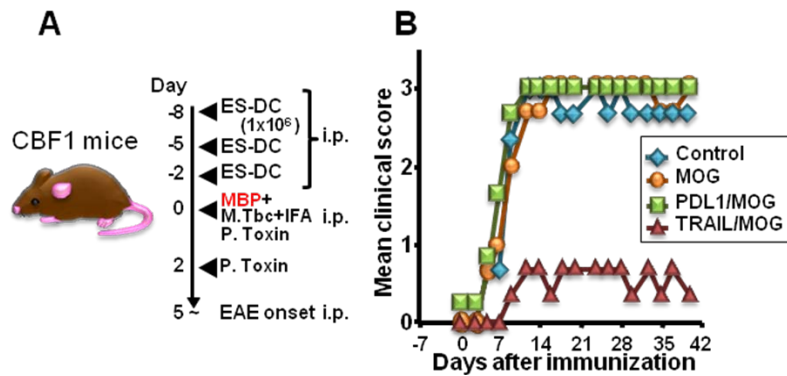 A
Day
-8 ES-DC
(1x10⁶)
-5 ES-DC
-2 ES-DC
i.p.
CBF1 mice
0 MBP+
M.Tbc+IFA i.p.
P. Toxin
2 P. Toxin
5 ~ EAE onset i.p.
B
Mean clinical score
3
2
1
0
-7 0 7 14 21 28 35 42
Days after immunization
Control
MOG
PDL1/MOG
TRAIL/MOG